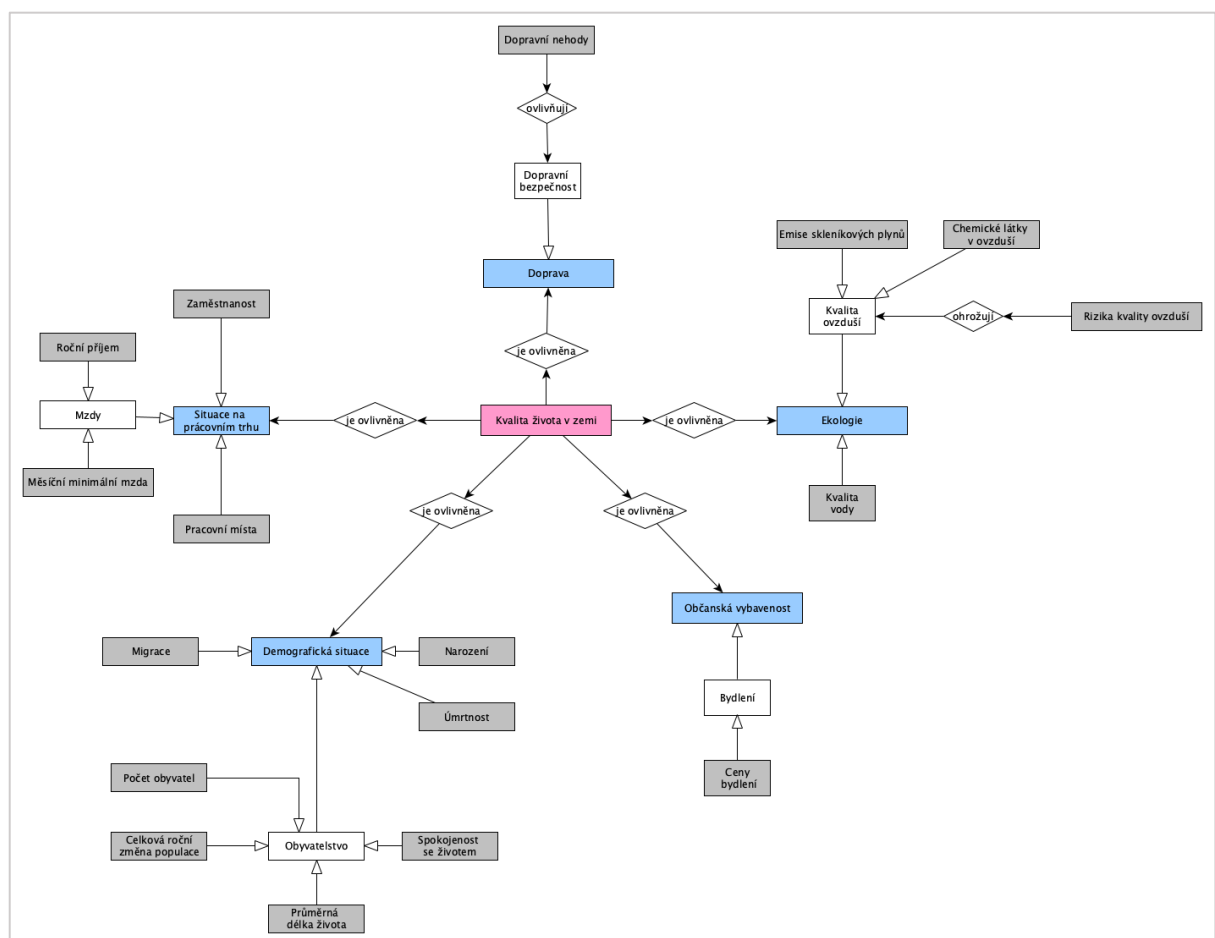 Dopravní nehody
ovlivňují
Dopravní
bezpečnost
Emise skleníkových plynů
Chemické látky
v ovzduší
Doprava
Zaměstnanost
Kvalita
ovzduší
ohrožují
Rizika kvality ovzduší
Roční příjem
je ovlivněna
Mzdy
Situace na
prácovním trhu
je ovlivněna
Kvalita života v zemi
je ovlivněna
Ekologie
Měsíční minimální mzda
Kvalita
vody
Pracovní místa
je ovlivněna
je ovlivněna
Občanská vybavenost
Migrace
Demografická situace
Narození
Bydlení
Úmrtnost
Počet obyvatel
Ceny
bydlení
Celková roční
změna populace
Obyvatelstvo
Spokojenost
se životem
Průměrná
délka života